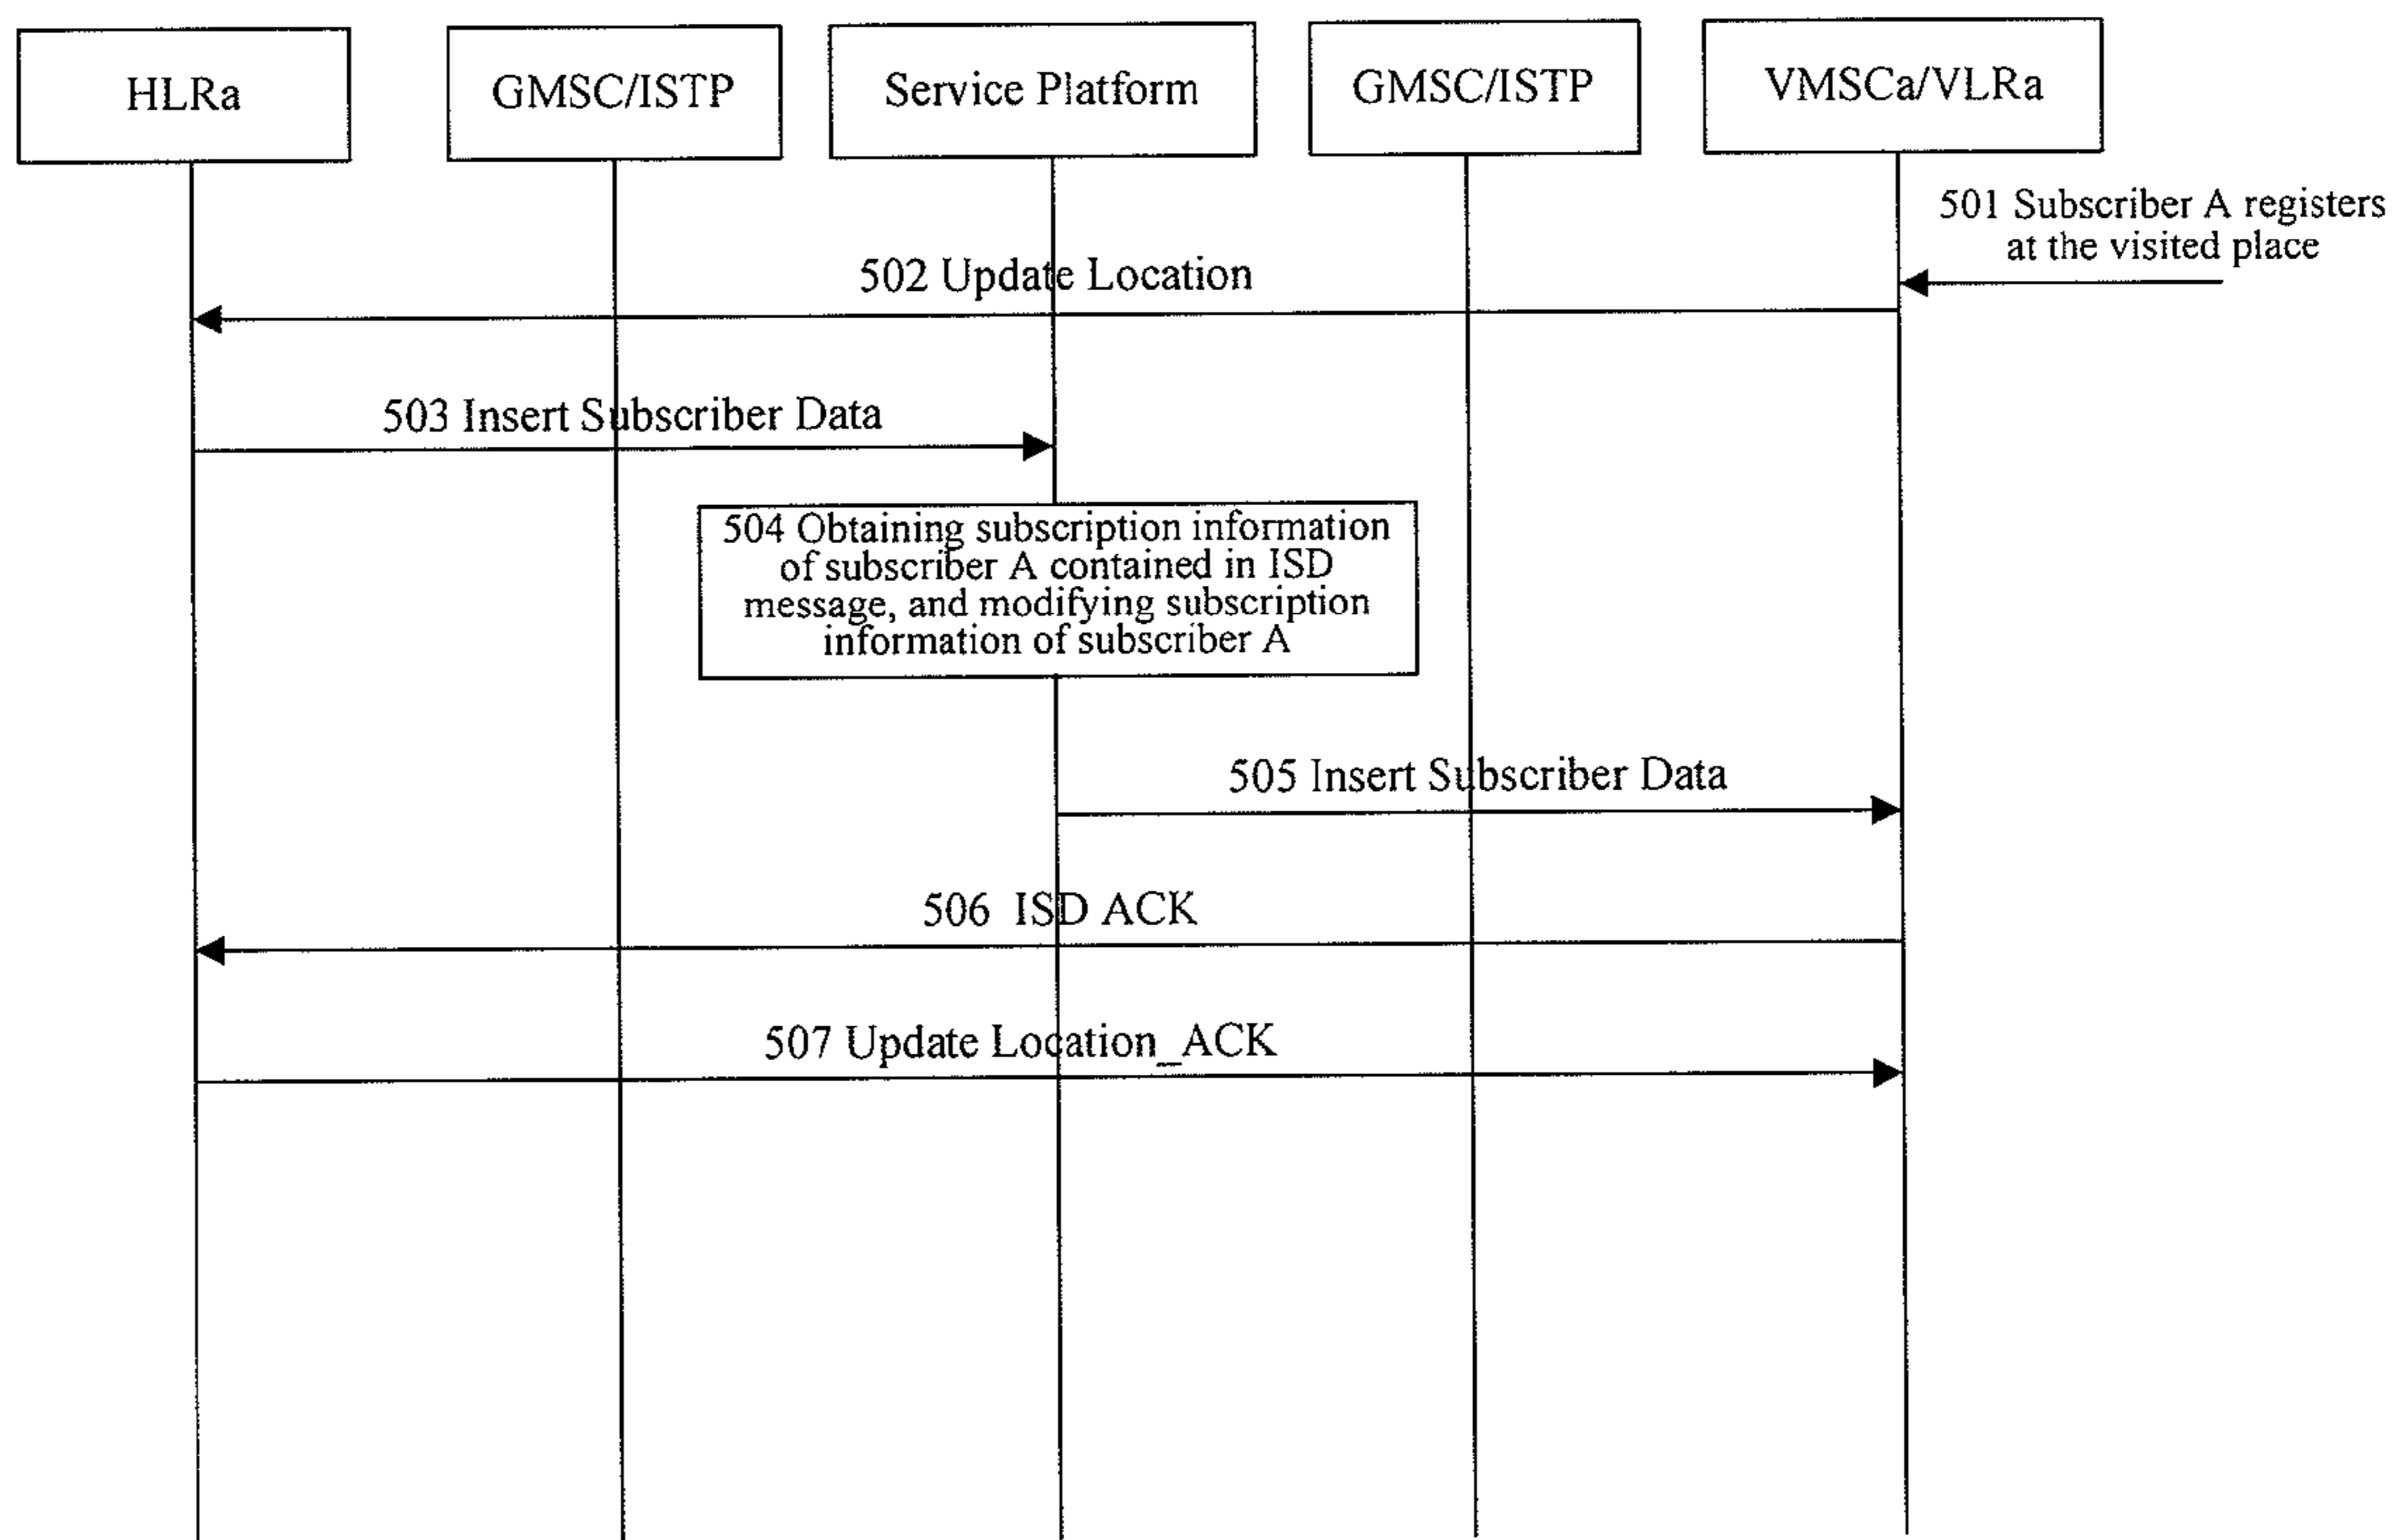 HLRa
GMSC/ISTP
Service Platform
GMSC/ISTP
VMSCa/VLRa
501 Subscriber A registers
at the visited place
502 Update Location
503 Insert Subscriber Data
504 Obtaining subscription information
of subscriber A contained in ISD
message, and modifying subscription
information of subscriber A
505 Insert Subscriber Data
506 ISD ACK
507 Update Location_ACK